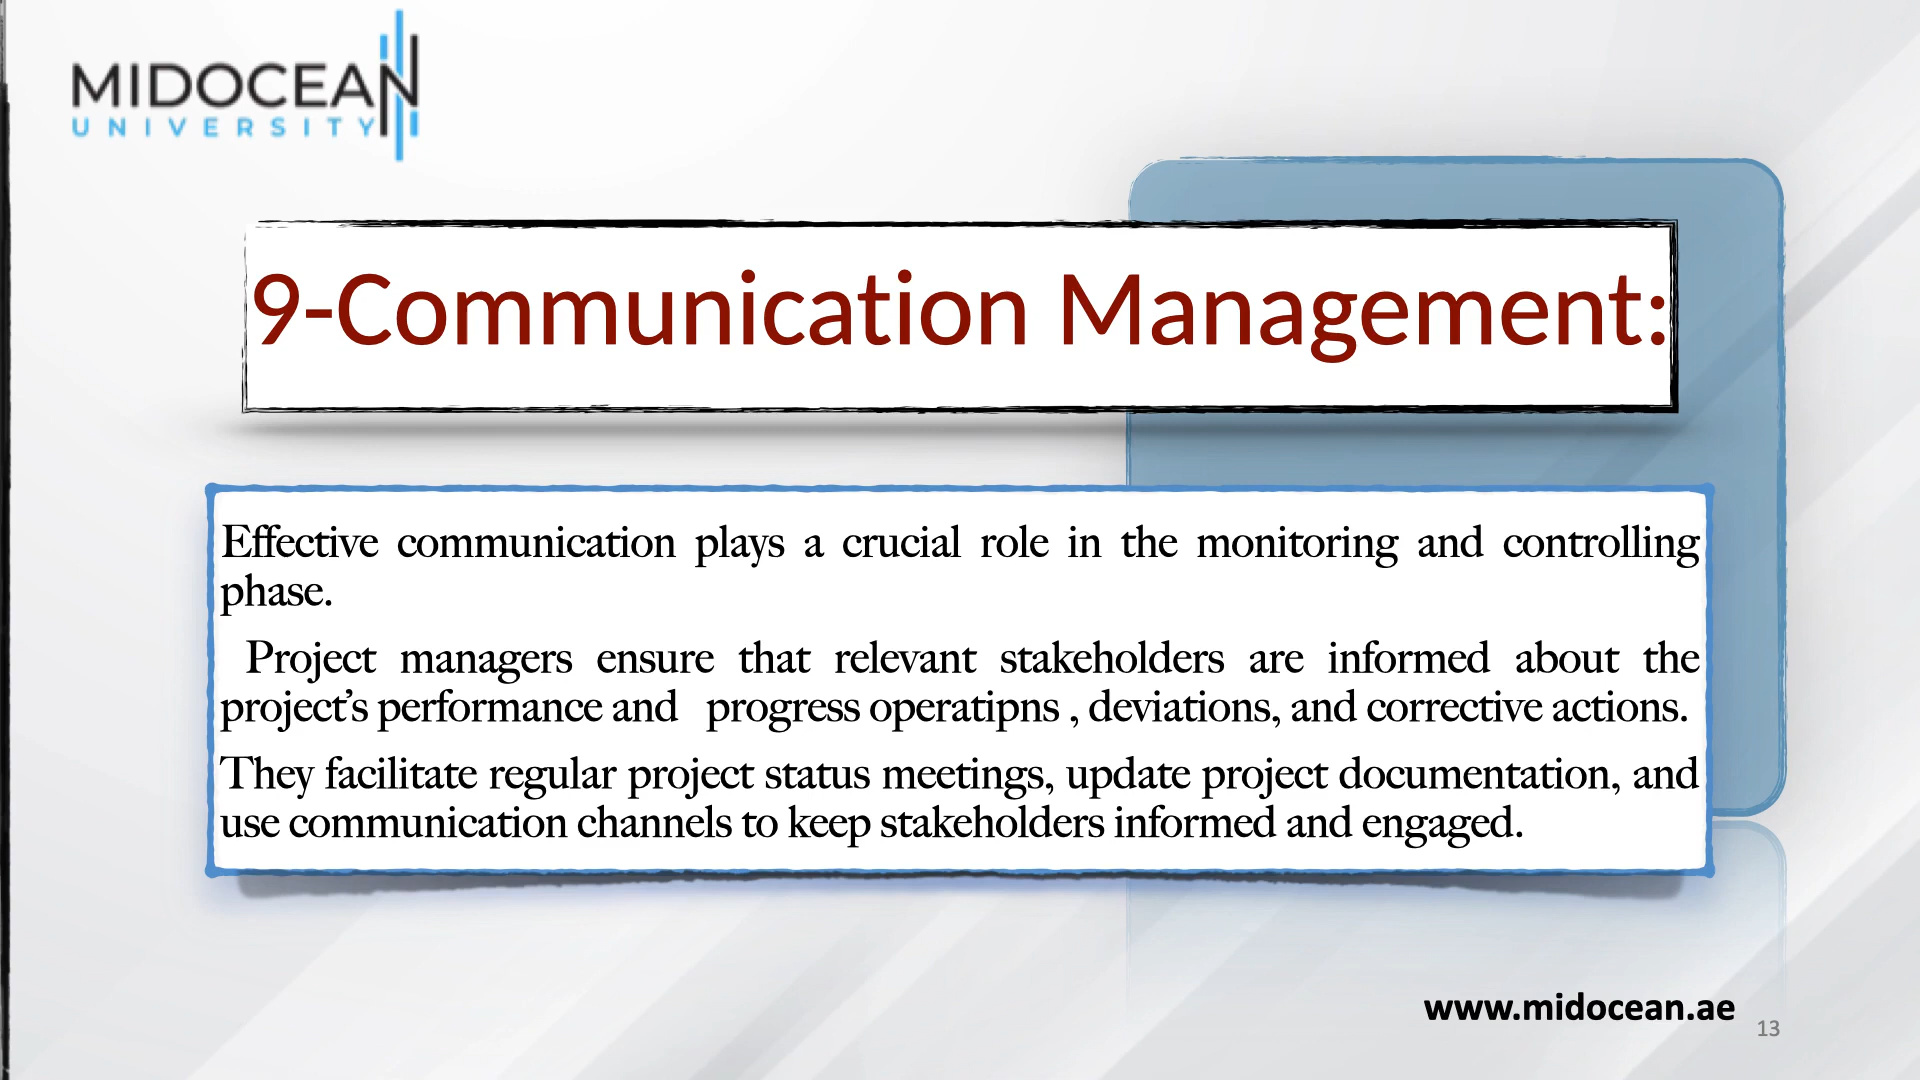 MIDOCEAN
UNIVERSITY
9-Communication Management:
Effective communication plays a crucial role in the monitoring and controlling
phase.
Project managers ensure that relevant stakeholders are informed about the
project’s performance and progress operatipns , deviations, and corrective actions.
They facilitate regular project status meetings, update project documentation, and
use communication channels to keep stakeholders informed and engaged.
www.midocean.ae
13